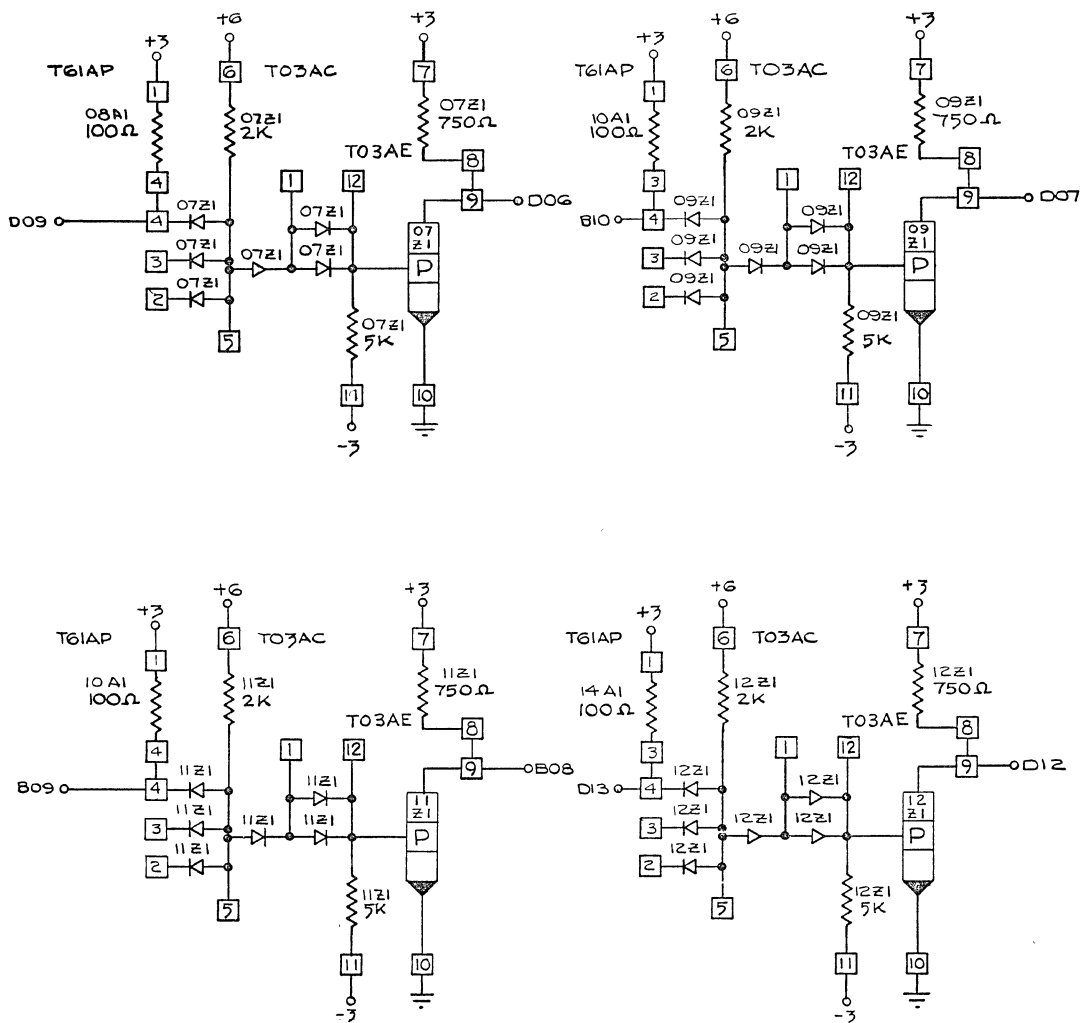 +3
+6
+3
T61AP
6
T03AC
7
1
08A1
100Ω
07Z1
2K
07Z1
750Ω
T03AE
8
4
1
12
9
D06
D09
4
07Z1
07Z1
07
Z1
3
07Z1
07Z1
07Z1
P
2
07Z1
5
07Z1
5K
11
10
-3
+3
+6
+3
T61AP
6
T03AC
7
1
10A1
100Ω
09Z1
2K
09Z1
750Ω
T03AE
8
3
1
12
9
D07
B10
4
09Z1
09Z1
09
Z1
3
09Z1
09Z1
09Z1
P
2
09Z1
5
09Z1
5K
11
10
-3
+3
+6
+3
T61AP
6
T03AC
7
1
10A1
100Ω
11Z1
2K
11Z1
750Ω
T03AE
8
4
1
12
9
B08
B09
4
11Z1
11Z1
11
Z1
3
11Z1
11Z1
11Z1
P
2
11Z1
5
11Z1
5K
11
10
-3
+3
+6
+3
T61AP
6
T03AC
7
1
14A1
100Ω
12Z1
2K
12Z1
750Ω
T03AE
8
3
1
12
9
D12
D13
4
12Z1
12Z1
12
Z1
3
12Z1
12Z1
12Z1
P
2
12Z1
5
12Z1
5K
11
10
-3